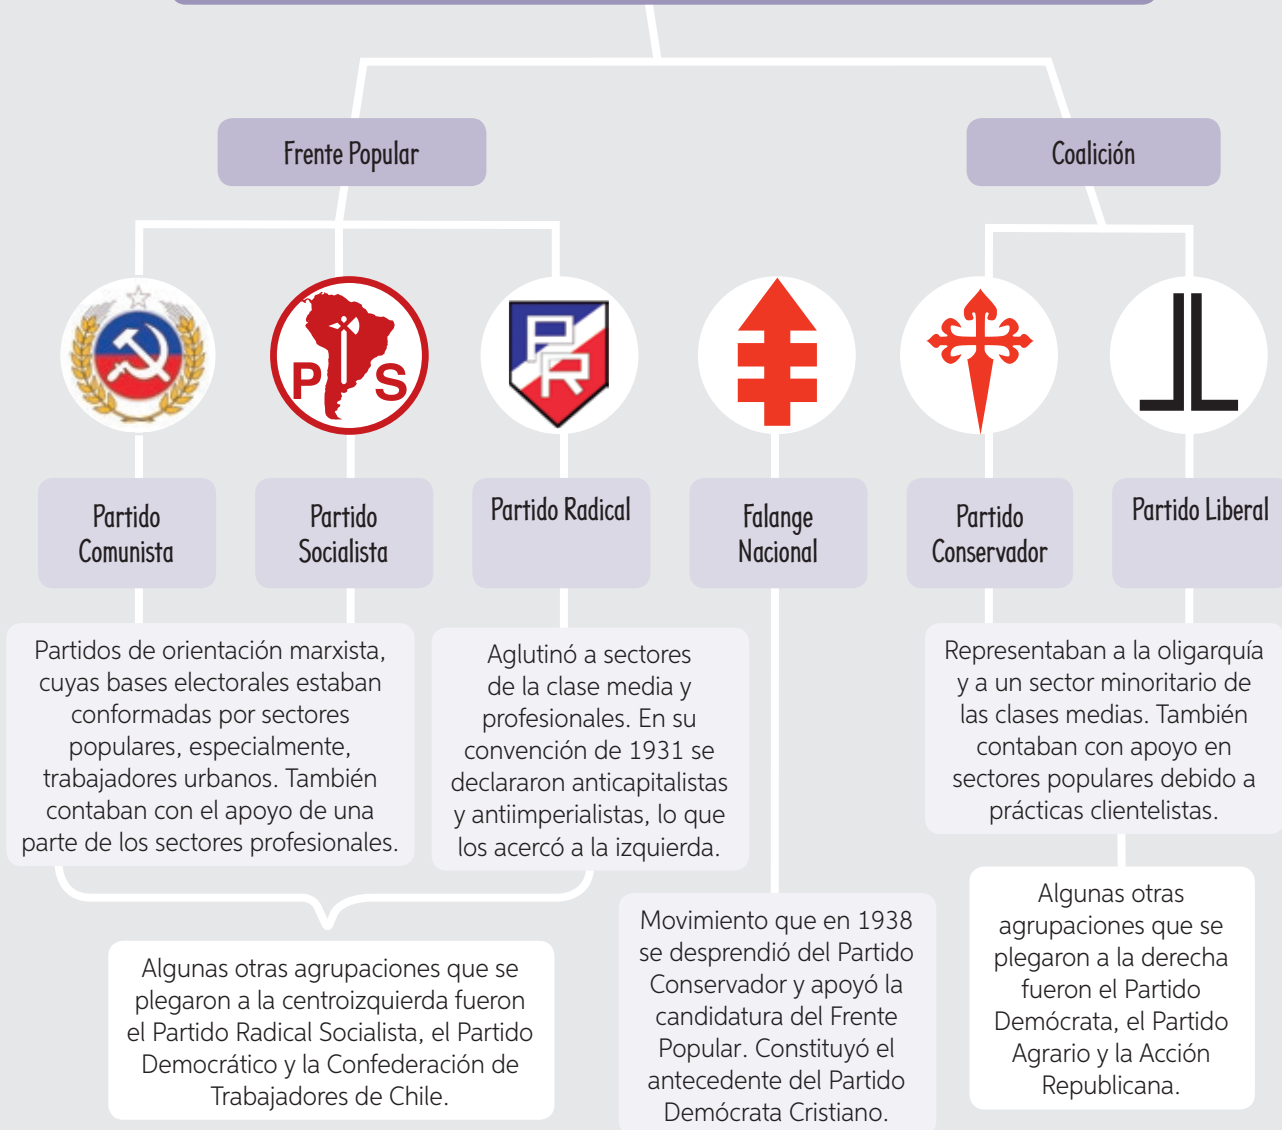 Frente Popular
Coalición
P S
PR
Partido
Comunista
Partido
Socialista
Partido Radical
Falange
Nacional
Partido
Conservador
Partido Liberal
Partidos de orientación marxista,
cuyas bases electorales estaban
conformadas por sectores
populares, especialmente,
trabajadores urbanos. También
contaban con el apoyo de una
parte de los sectores profesionales.
Aglutinó a sectores
de la clase media y
profesionales. En su
convención de 1931 se
declararon anticapitalistas
y antiimperialistas, lo que
los acercó a la izquierda.
Representaban a la oligarquía
y a un sector minoritario de
las clases medias. También
contaban con apoyo en
sectores populares debido a
prácticas clientelistas.
Algunas otras agrupaciones que se
plegaron a la centroizquierda fueron
el Partido Radical Socialista, el Partido
Democrático y la Confederación de
Trabajadores de Chile.
Movimiento que en 1938
se desprendió del Partido
Conservador y apoyó la
candidatura del Frente
Popular. Constituyó el
antecedente del Partido
Demócrata Cristiano.
Algunas otras
agrupaciones que se
plegaron a la derecha
fueron el Partido
Demócrata, el Partido
Agrario y la Acción
Republicana.